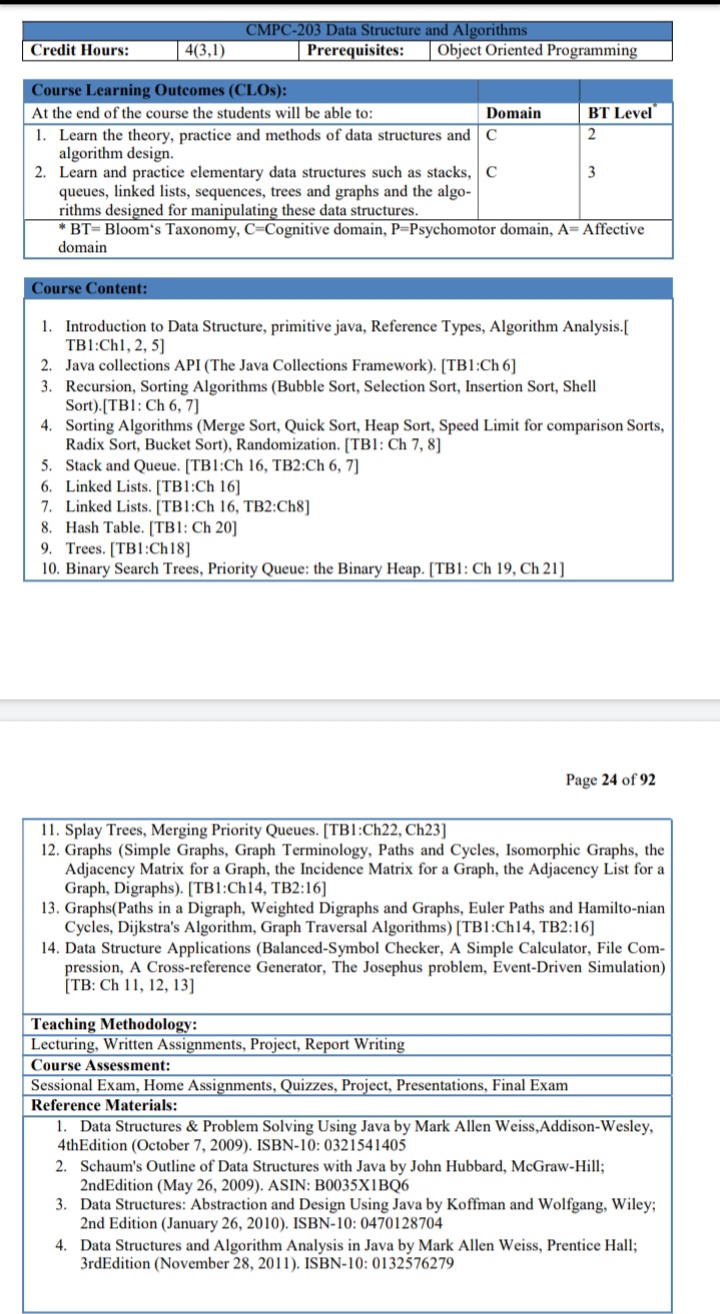 CMPC-203 Data Structure and Algorithms
Credit Hours: 4(3,1) Prerequisites: Object Oriented Programming
Course Learning Outcomes (CLOs):
At the end of the course the students will be able to: Domain BT Level*
1. Learn the theory, practice and methods of data structures and C 2
algorithm design.
2. Learn and practice elementary data structures such as stacks, C 3
queues, linked lists, sequences, trees and graphs and the algo-
rithms designed for manipulating these data structures.
* BT= Bloom‘s Taxonomy, C=Cognitive domain, P=Psychomotor domain, A= Affective
domain
Course Content:
1. Introduction to Data Structure, primitive java, Reference Types, Algorithm Analysis.[
TB1:Ch1, 2, 5]
2. Java collections API (The Java Collections Framework). [TB1:Ch 6]
3. Recursion, Sorting Algorithms (Bubble Sort, Selection Sort, Insertion Sort, Shell
Sort).[TB1: Ch 6, 7]
4. Sorting Algorithms (Merge Sort, Quick Sort, Heap Sort, Speed Limit for comparison Sorts,
Radix Sort, Bucket Sort), Randomization. [TB1: Ch 7, 8]
5. Stack and Queue. [TB1:Ch 16, TB2:Ch 6, 7]
6. Linked Lists. [TB1:Ch 16]
7. Linked Lists. [TB1:Ch 16, TB2:Ch8]
8. Hash Table. [TB1: Ch 20]
9. Trees. [TB1:Ch18]
10. Binary Search Trees, Priority Queue: the Binary Heap. [TB1: Ch 19, Ch 21]
Page 24 of 92
11. Splay Trees, Merging Priority Queues. [TB1:Ch22, Ch23]
12. Graphs (Simple Graphs, Graph Terminology, Paths and Cycles, Isomorphic Graphs, the
Adjacency Matrix for a Graph, the Incidence Matrix for a Graph, the Adjacency List for a
Graph, Digraphs). [TB1:Ch14, TB2:16]
13. Graphs(Paths in a Digraph, Weighted Digraphs and Graphs, Euler Paths and Hamilto-nian
Cycles, Dijkstra's Algorithm, Graph Traversal Algorithms) [TB1:Ch14, TB2:16]
14. Data Structure Applications (Balanced-Symbol Checker, A Simple Calculator, File Com-
pression, A Cross-reference Generator, The Josephus problem, Event-Driven Simulation)
[TB: Ch 11, 12, 13]
Teaching Methodology:
Lecturing, Written Assignments, Project, Report Writing
Course Assessment:
Sessional Exam, Home Assignments, Quizzes, Project, Presentations, Final Exam
Reference Materials:
1. Data Structures & Problem Solving Using Java by Mark Allen Weiss,Addison-Wesley,
4thEdition (October 7, 2009). ISBN-10: 0321541405
2. Schaum's Outline of Data Structures with Java by John Hubbard, McGraw-Hill;
2ndEdition (May 26, 2009). ASIN: B0035X1BQ6
3. Data Structures: Abstraction and Design Using Java by Koffman and Wolfgang, Wiley;
2nd Edition (January 26, 2010). ISBN-10: 0470128704
4. Data Structures and Algorithm Analysis in Java by Mark Allen Weiss, Prentice Hall;
3rdEdition (November 28, 2011). ISBN-10: 0132576279